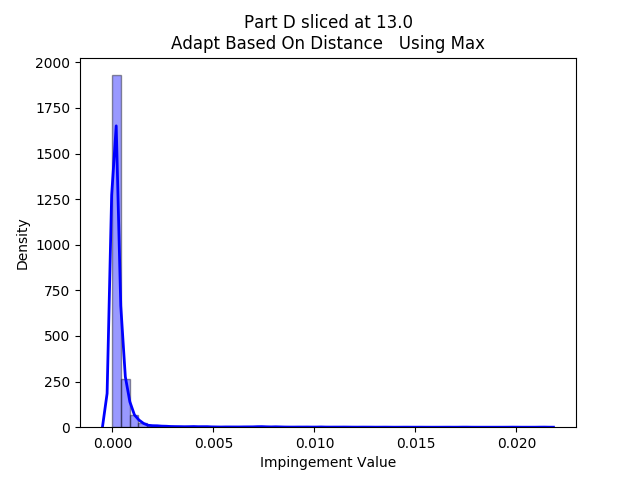 Part D sliced at 13.0
Adapt Based On Distance   Using Max
2000
1750
1500
1250
1000
750
500
250
0
Density
0.000 0.005 0.010 0.015 0.020
Impingement Value